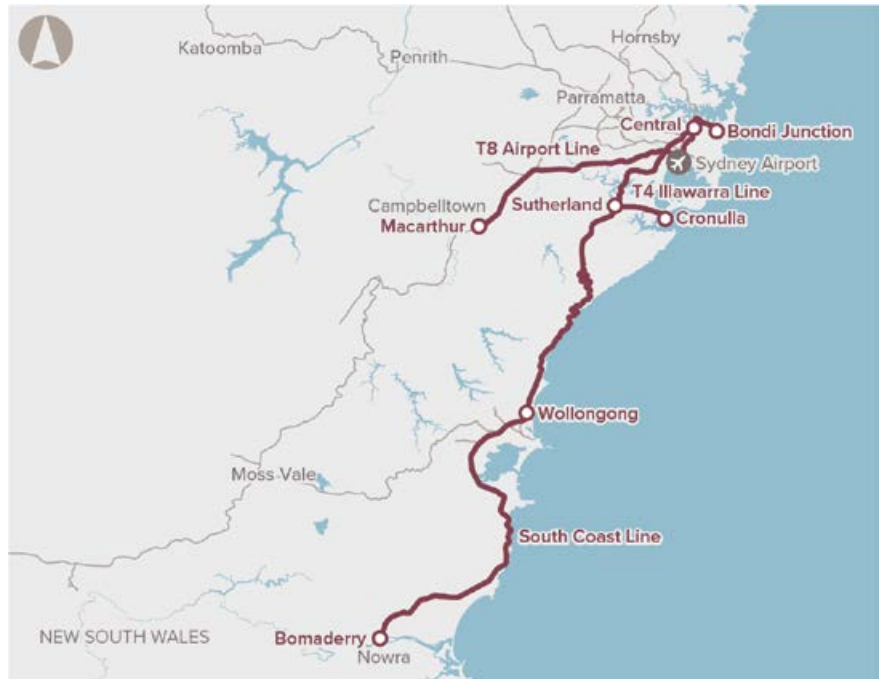 Hornsby
Katoomba
Penrith
Parramatta
Central
Bondi Junction
T8 Airport Line
Sydney Airport
T4 Illawarra Line
Campbelltown
Sutherland
Macarthur
Cronulla
Wollongong
Moss Vale
South Coast Line
NEW SOUTH WALES
Bomaderry
Nowra